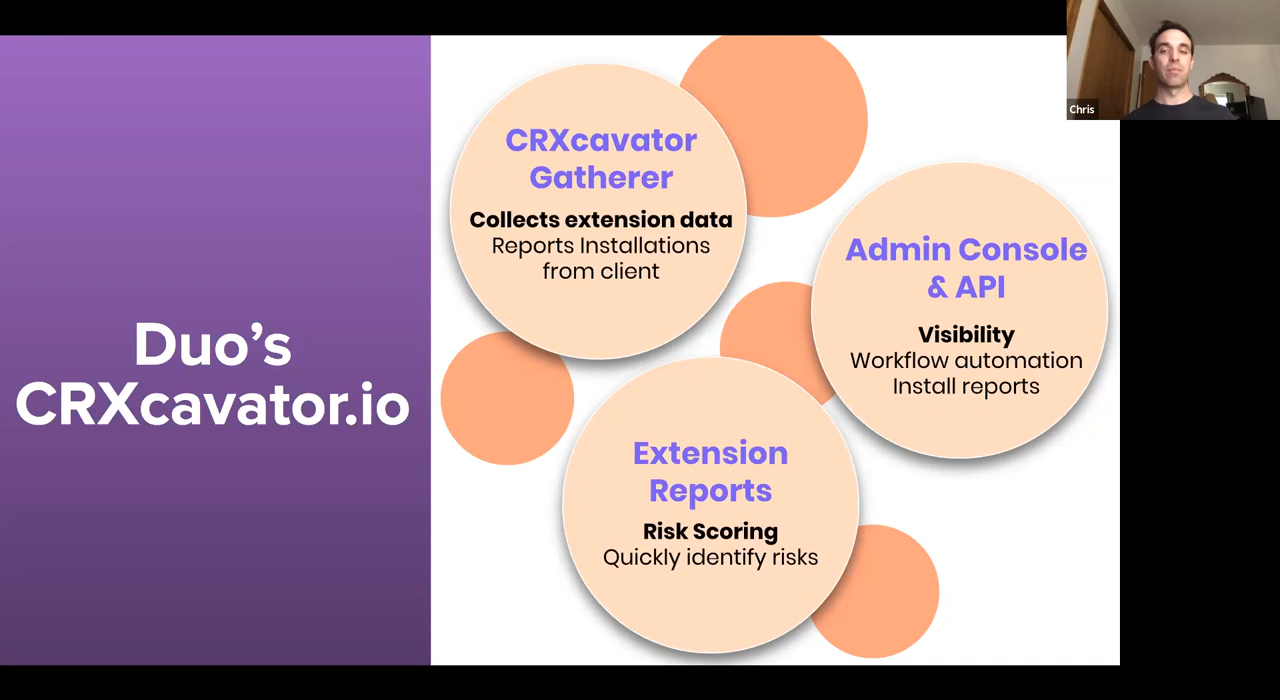 Duo's
CRXcavator.io
CRXcavator
Gatherer
Collects extension data
Reports Installations
from client
Admin Console
& API
Visibility
Workflow automation
Install reports
Extension
Reports
Risk Scoring
Quickly identify risks
Chris